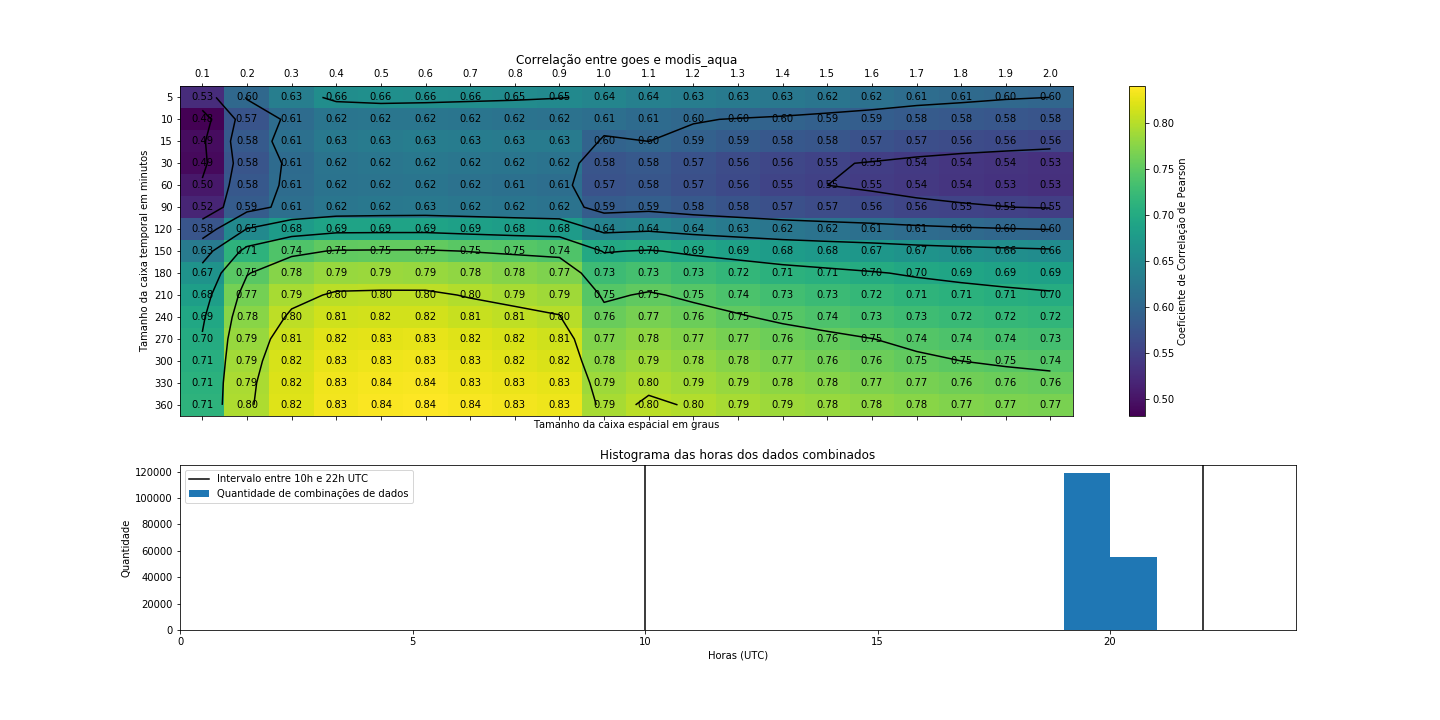 Correlação entre goes e modis_aqua
0.1 0.2 0.3 0.4 0.5 0.6 0.7 0.8 0.9 1.0 1.1 1.2 1.3 1.4 1.5 1.6 1.7 1.8 1.9 2.0
5 0.53 0.60 0.63 0.66 0.66 0.66 0.66 0.65 0.65 0.64 0.64 0.63 0.63 0.63 0.62 0.62 0.61 0.61 0.60 0.60
10 0.57 0.61 0.62 0.62 0.62 0.62 0.62 0.62 0.61 0.61 0.60 0.60 0.60 0.59 0.59 0.58 0.58 0.58 0.58
15 0.49 0.58 0.61 0.63 0.63 0.63 0.63 0.63 0.63 0.60 0.60 0.59 0.59 0.58 0.58 0.57 0.57 0.56 0.56 0.56
30 0.49 0.58 0.61 0.62 0.62 0.62 0.62 0.62 0.62 0.58 0.58 0.57 0.56 0.56 0.55 0.55 0.54 0.54 0.54 0.53
60 0.50 0.58 0.61 0.62 0.62 0.62 0.62 0.61 0.61 0.57 0.58 0.57 0.56 0.55 0.55 0.55 0.54 0.54 0.53 0.53
90 0.52 0.59 0.61 0.62 0.62 0.63 0.62 0.62 0.62 0.59 0.59 0.58 0.58 0.57 0.57 0.56 0.56 0.55 0.55 0.55
120 0.58 0.65 0.68 0.69 0.69 0.69 0.69 0.68 0.68 0.64 0.64 0.64 0.63 0.62 0.62 0.61 0.61 0.60 0.60 0.60
150 0.63 0.71 0.74 0.75 0.75 0.75 0.75 0.75 0.74 0.70 0.70 0.69 0.69 0.68 0.68 0.67 0.67 0.66 0.66 0.66
180 0.67 0.75 0.78 0.79 0.79 0.79 0.78 0.78 0.77 0.73 0.73 0.73 0.72 0.71 0.71 0.70 0.70 0.69 0.69 0.69
210 0.68 0.77 0.79 0.80 0.80 0.80 0.80 0.79 0.79 0.75 0.75 0.75 0.74 0.73 0.73 0.72 0.71 0.71 0.71 0.70
240 0.69 0.78 0.80 0.81 0.82 0.82 0.81 0.81 0.80 0.76 0.77 0.76 0.75 0.75 0.74 0.73 0.73 0.72 0.72 0.72
270 0.70 0.79 0.81 0.82 0.83 0.83 0.82 0.82 0.81 0.77 0.78 0.77 0.77 0.76 0.76 0.75 0.74 0.74 0.74 0.73
300 0.71 0.79 0.82 0.83 0.83 0.83 0.83 0.82 0.82 0.78 0.79 0.78 0.78 0.77 0.76 0.76 0.75 0.75 0.75 0.74
330 0.71 0.79 0.82 0.83 0.84 0.84 0.83 0.83 0.83 0.79 0.80 0.79 0.79 0.78 0.78 0.77 0.77 0.76 0.76 0.76
360 0.71 0.80 0.82 0.83 0.84 0.84 0.84 0.83 0.83 0.79 0.80 0.80 0.79 0.79 0.78 0.78 0.78 0.77 0.77 0.77
Tamanho da caixa temporal em minutos
Tamanho da caixa espacial em graus
0.80
0.75
0.70
0.65
0.60
0.55
0.50
Coeficiente de Correlação de Pearson
Histograma das horas dos dados combinados
120000
100000
80000
60000
40000
20000
0
Quantidade
Intervalo entre 10h e 22h UTC
Quantidade de combinações de dados
0 5 10 15 20
Horas (UTC)